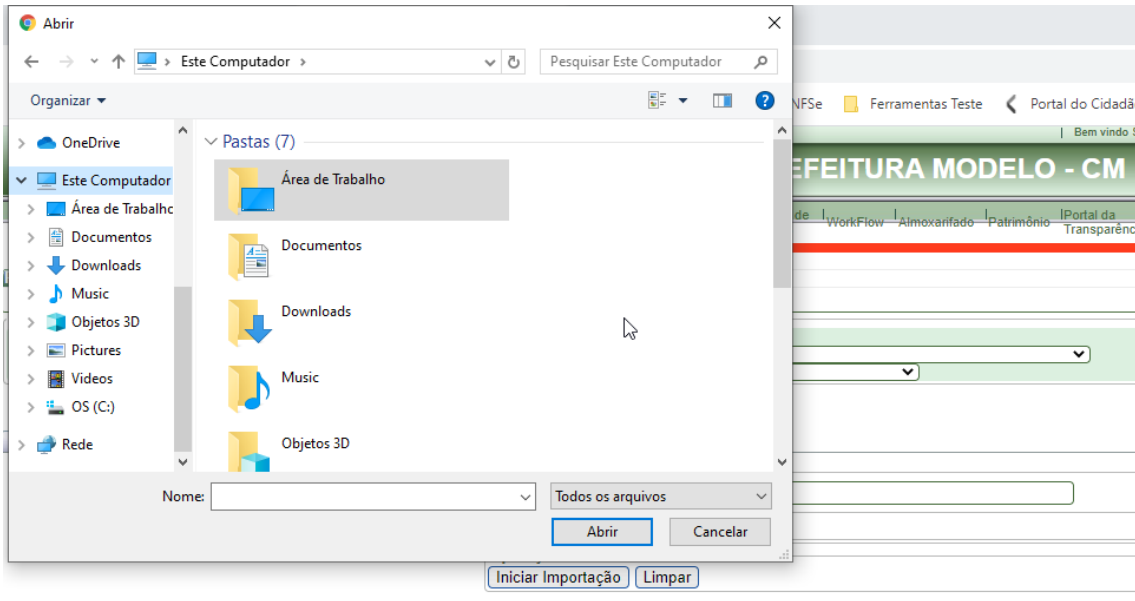 Abrir
Este Computador
Pesquisar Este Computador
Organizar
NFSe
Ferramentas Teste
Portal do Cidadã
OneDrive
Pastas (7)
Bem vindo S
Este Computador
Área de Trabalho
EFEITURA MODELO - CM
Área de Trabalho
de
WorkFlow
Almoxarifado
Patrimônio
Portal da
Transparênc
Documentos
Documentos
Downloads
Music
Downloads
Objetos 3D
Pictures
Videos
Music
OS (C:)
Rede
Objetos 3D
Nome:
Todos os arquivos
Abrir
Cancelar
Iniciar Importação
Limpar